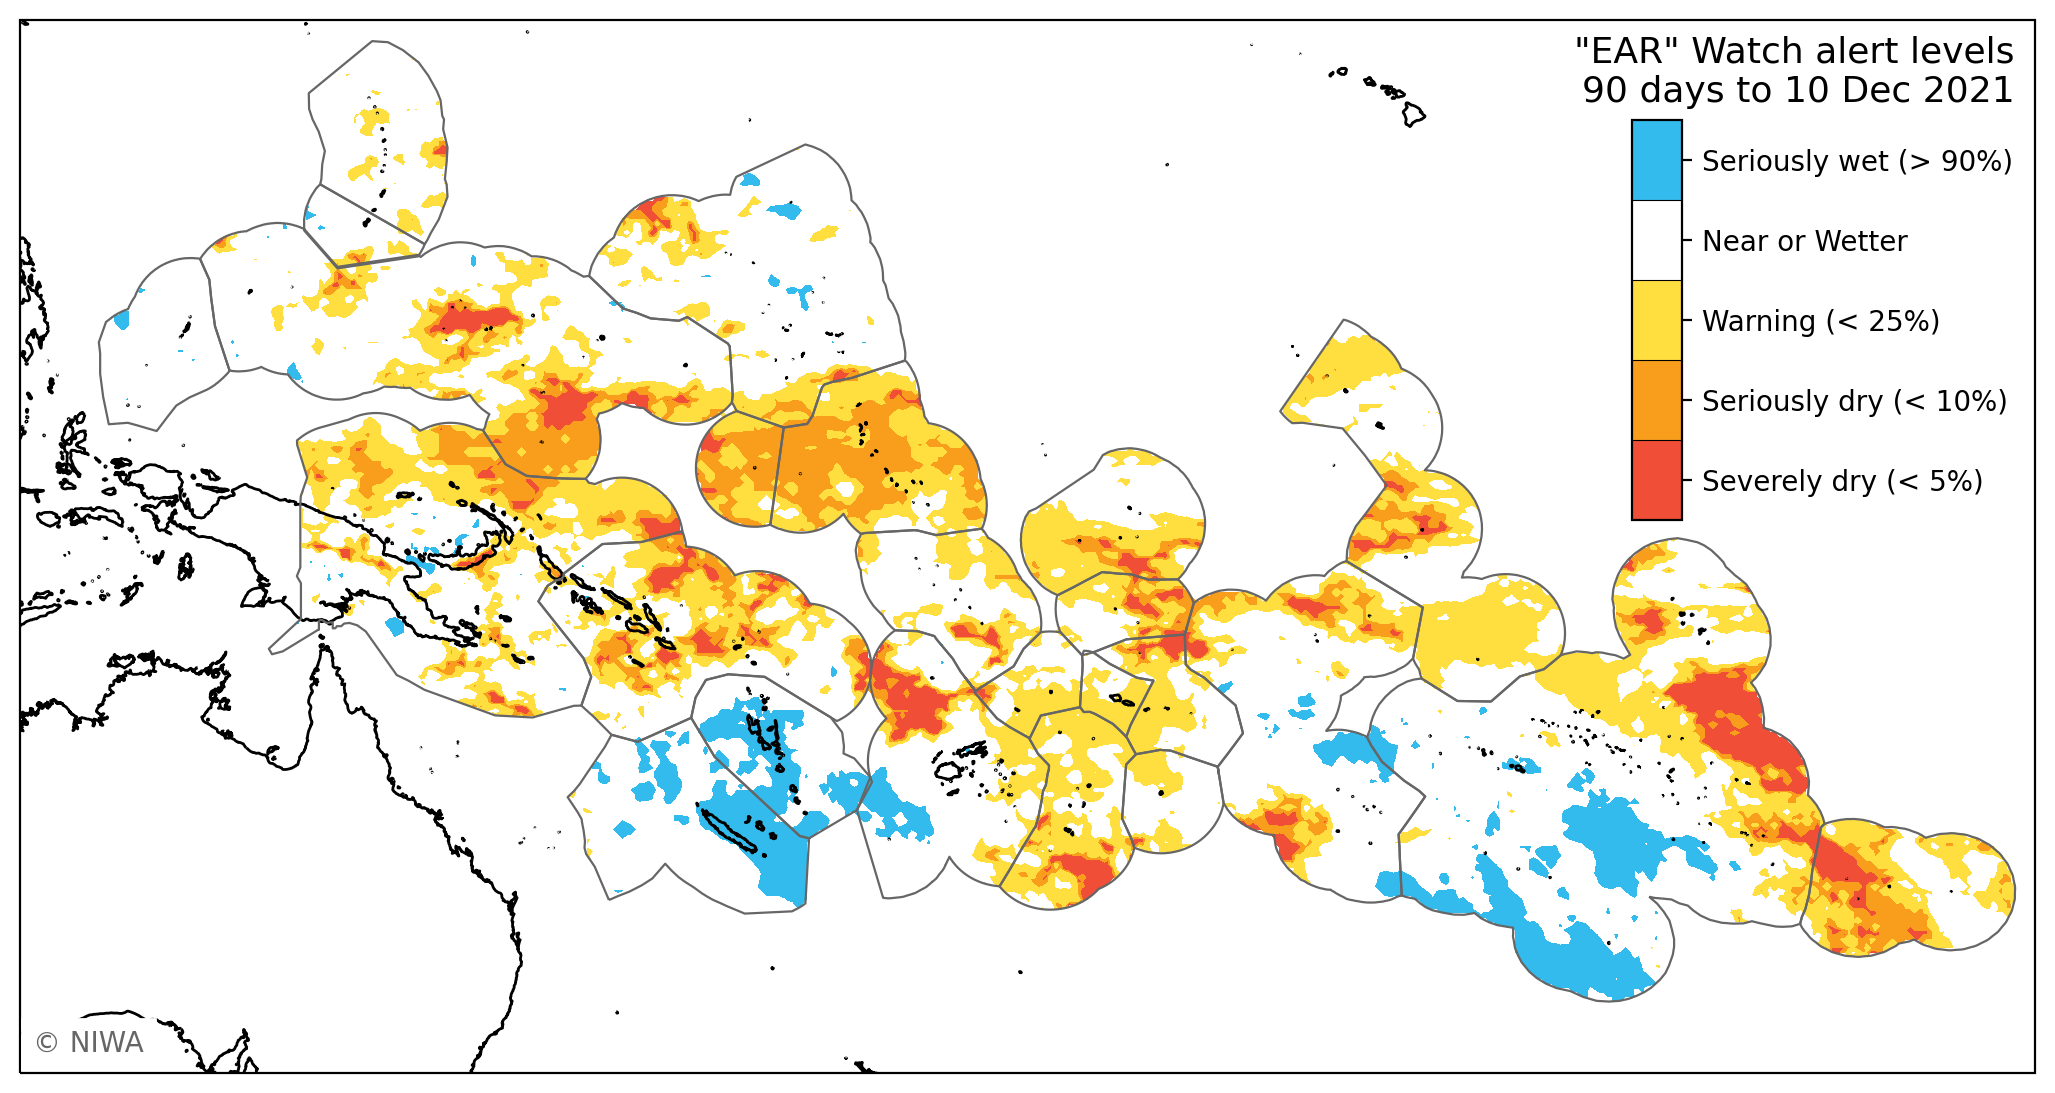 "EAR" Watch alert levels
90 days to 10 Dec 2021
Seriously wet (> 90%)
Near or Wetter
Warning (< 25%)
Seriously dry (< 10%)
Severely dry (< 5%)
© NIWA